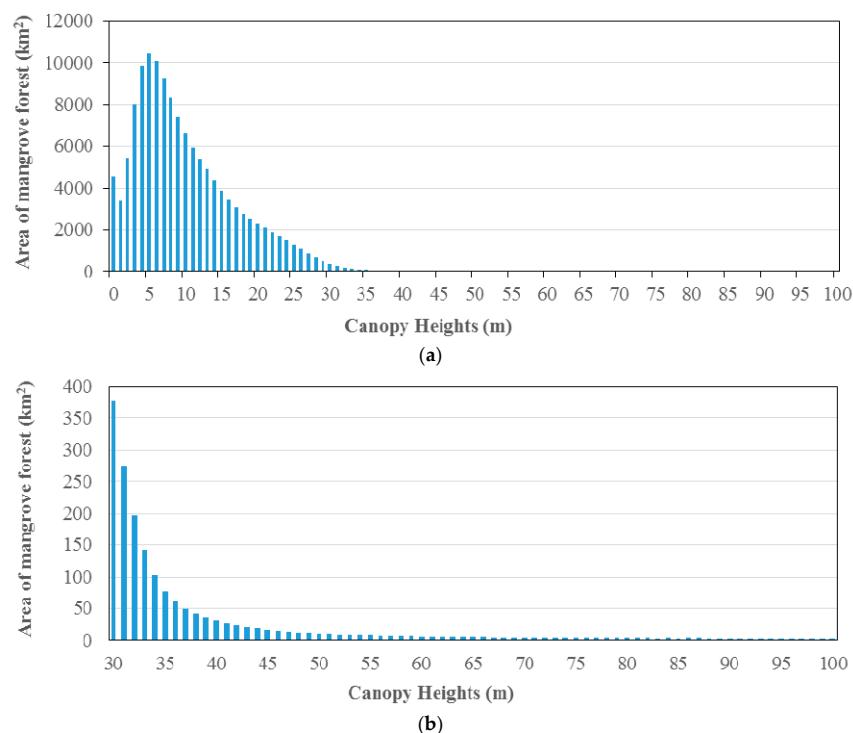 Area of mangrove forest (km²)
12000
10000
8000
6000
4000
2000
0
0 5 10 15 20 25 30 35 40 45 50 55 60 65 70 75 80 85 90 95 100
Canopy Heights (m)
(a)
Area of mangrove forest (km²)
400
350
300
250
200
150
100
50
0
30 35 40 45 50 55 60 65 70 75 80 85 90 95 100
Canopy Heights (m)
(b)